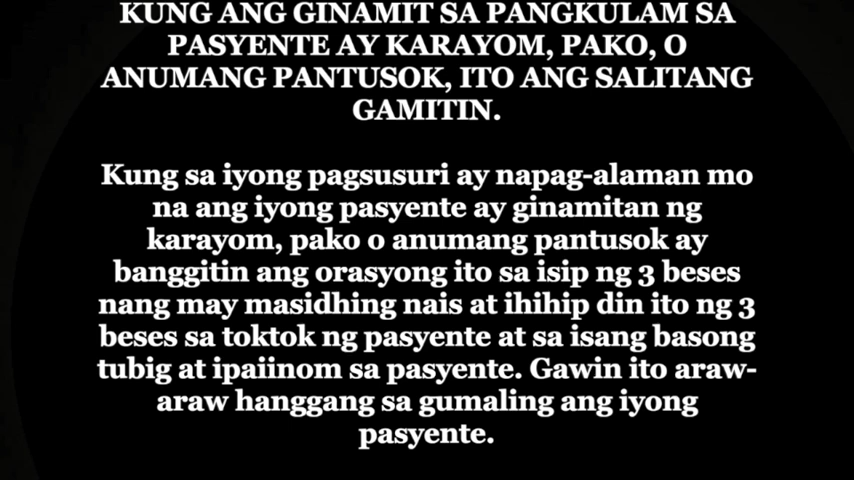 KUNG ANG GINAMIT SA PANGKULAM SA
PASYENTE AY KARAYOM, PAKO, O
ANUMANG PANTUSOK, ITO ANG SALITANG
GAMITIN.
Kung sa iyong pagsusuri ay napag-alaman mo
na ang iyong pasyente ay ginamitan ng
karayom, pako o anumang pantusok ay
banggitin ang orasyong ito sa isip ng 3 beses
nang may masidhing nais at ihihip din ito ng 3
beses sa toktok ng pasyente at sa isang basong
tubig at ipaiinom sa pasyente. Gawin ito araw-
araw hanggang sa gumaling ang iyong
pasyente.